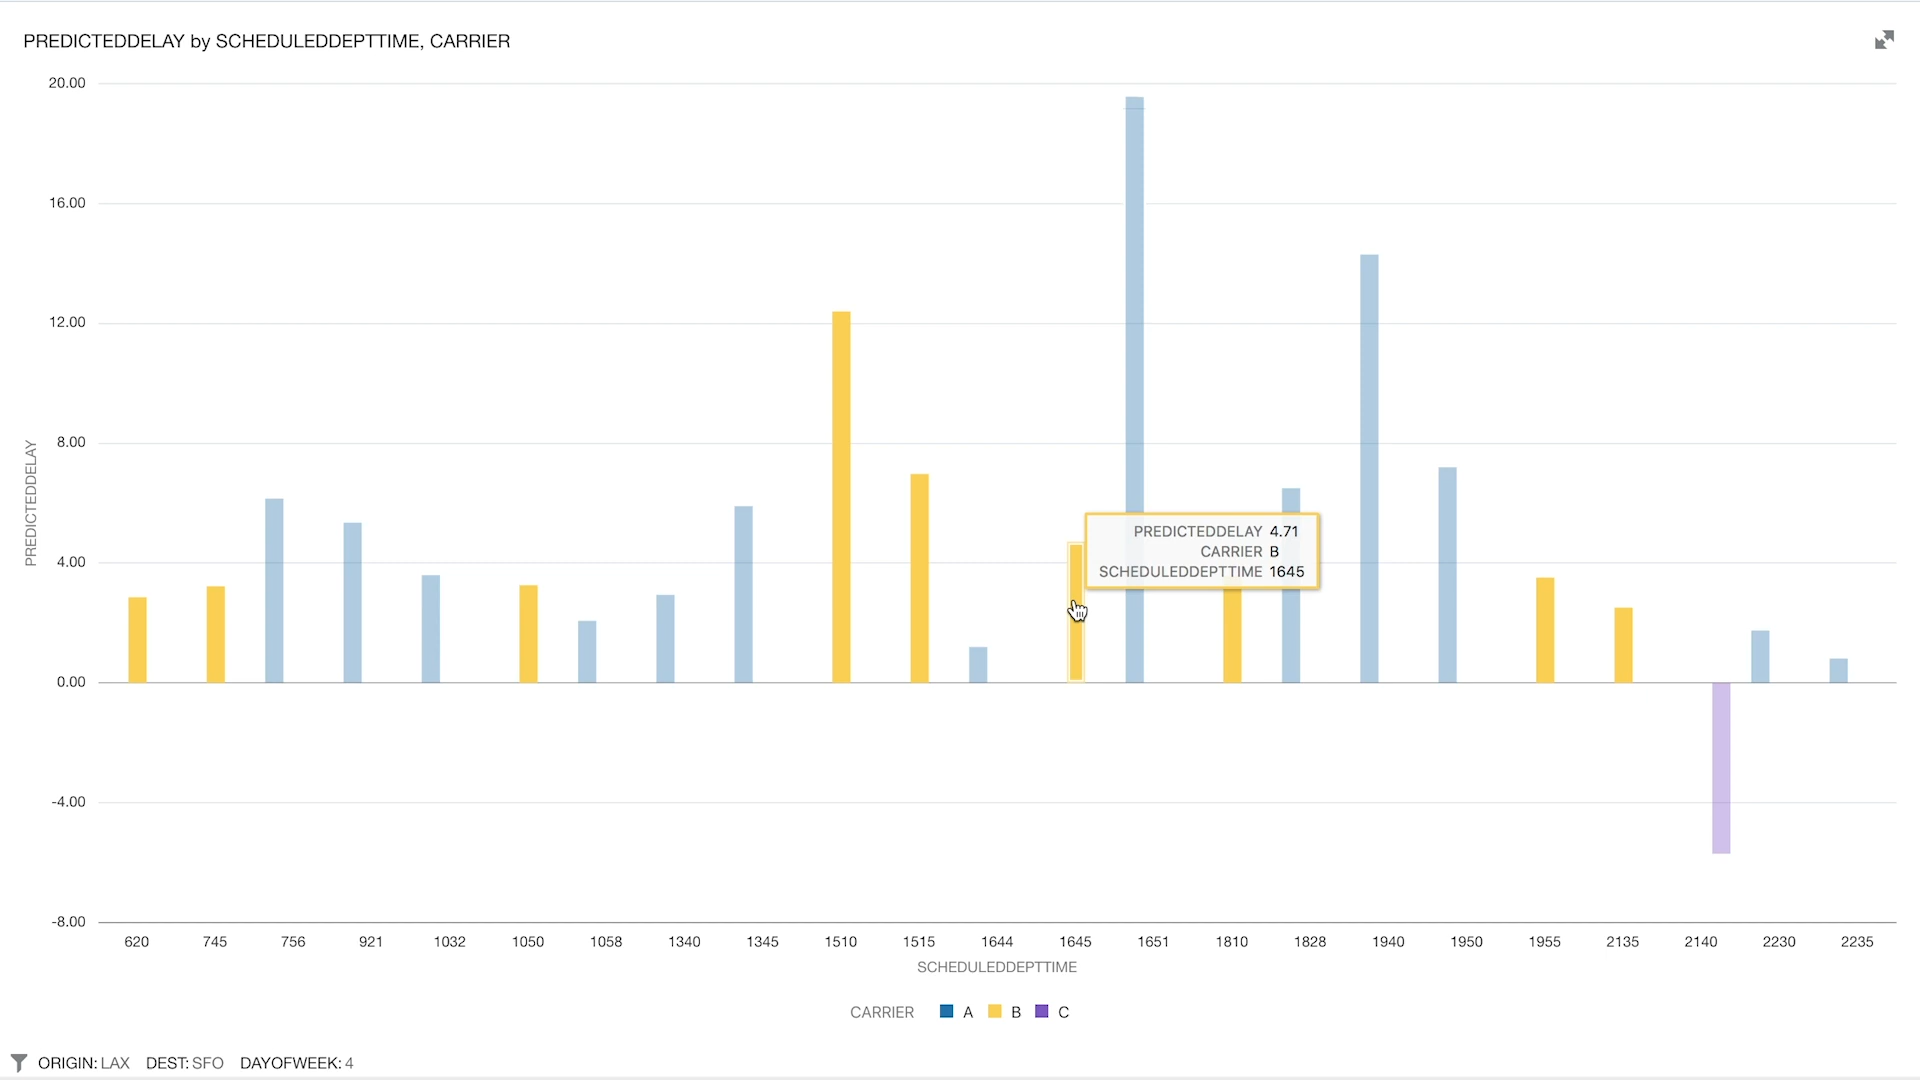 PREDICTEDDELAY by SCHEDULEDDEPTTIME, CARRIER
20.00
16.00
12.00
8.00
4.00
0.00
-4.00
-8.00
PREDICTEDDELAY
PREDICTEDDELAY 4.71
CARRIER B
SCHEDULEDDEPTTIME 1645
620 745 756 921 1032 1050 1058 1340 1345 1510 1515 1644 1645 1651 1810 1828 1940 1950 1955 2135 2140 2230 2235
SCHEDULEDDEPTTIME
CARRIER A B C
ORIGIN: LAX DEST: SFO DAYOFWEEK: 4